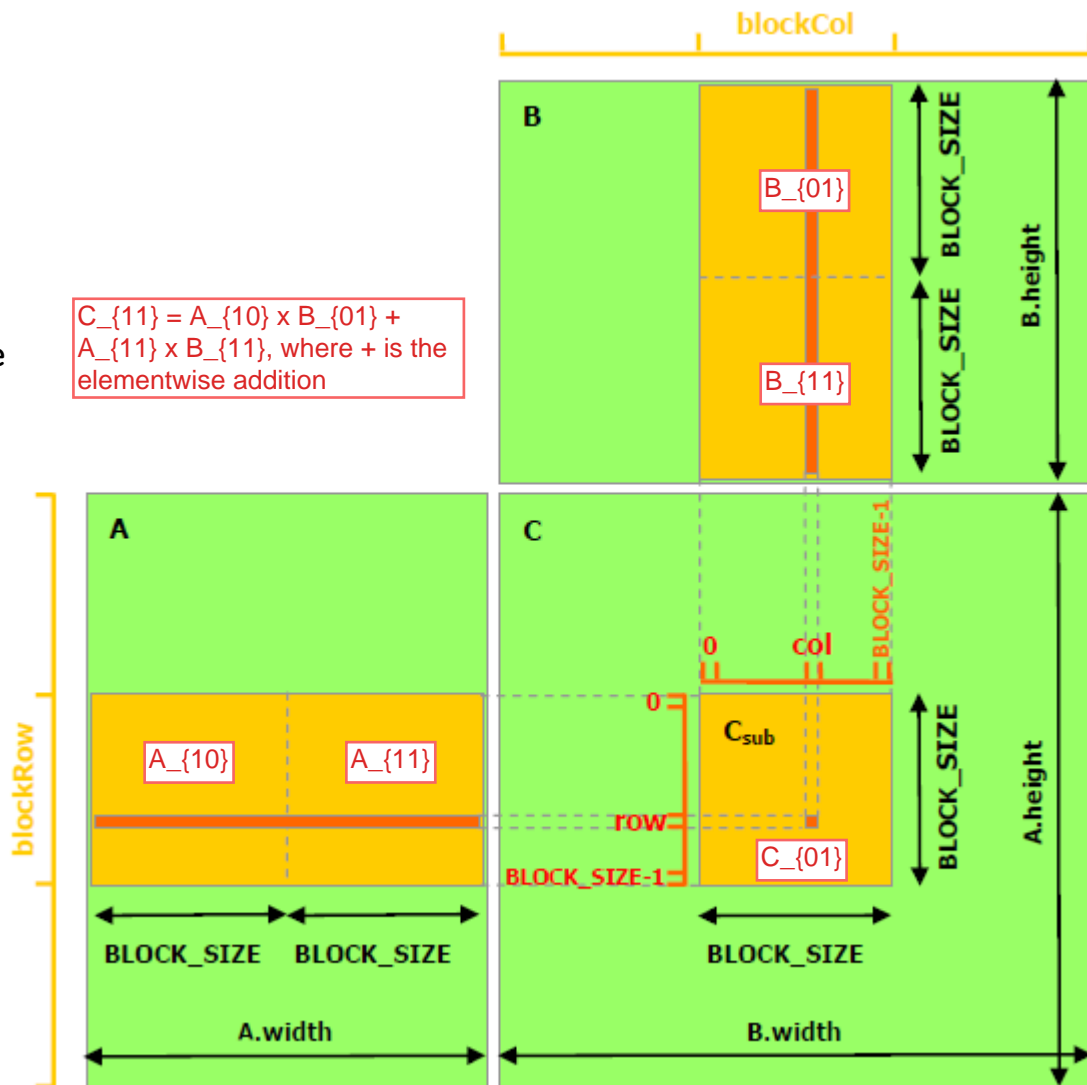 blockCol
B
B_{01}
BLOCK_SIZE
B.height
C_{11} = A_{10} x B_{01} +
A_{11} x B_{11}, where + is the
elementwise addition
e
B_{11}
BLOCK_SIZE
A
C
BLOCK_SIZE-1
0
col
0
C_sub
A_{10}
A_{11}
BLOCK_SIZE
A.height
blockRow
row
C_{01}
BLOCK_SIZE-1
BLOCK_SIZE
BLOCK_SIZE
BLOCK_SIZE
A.width
B.width